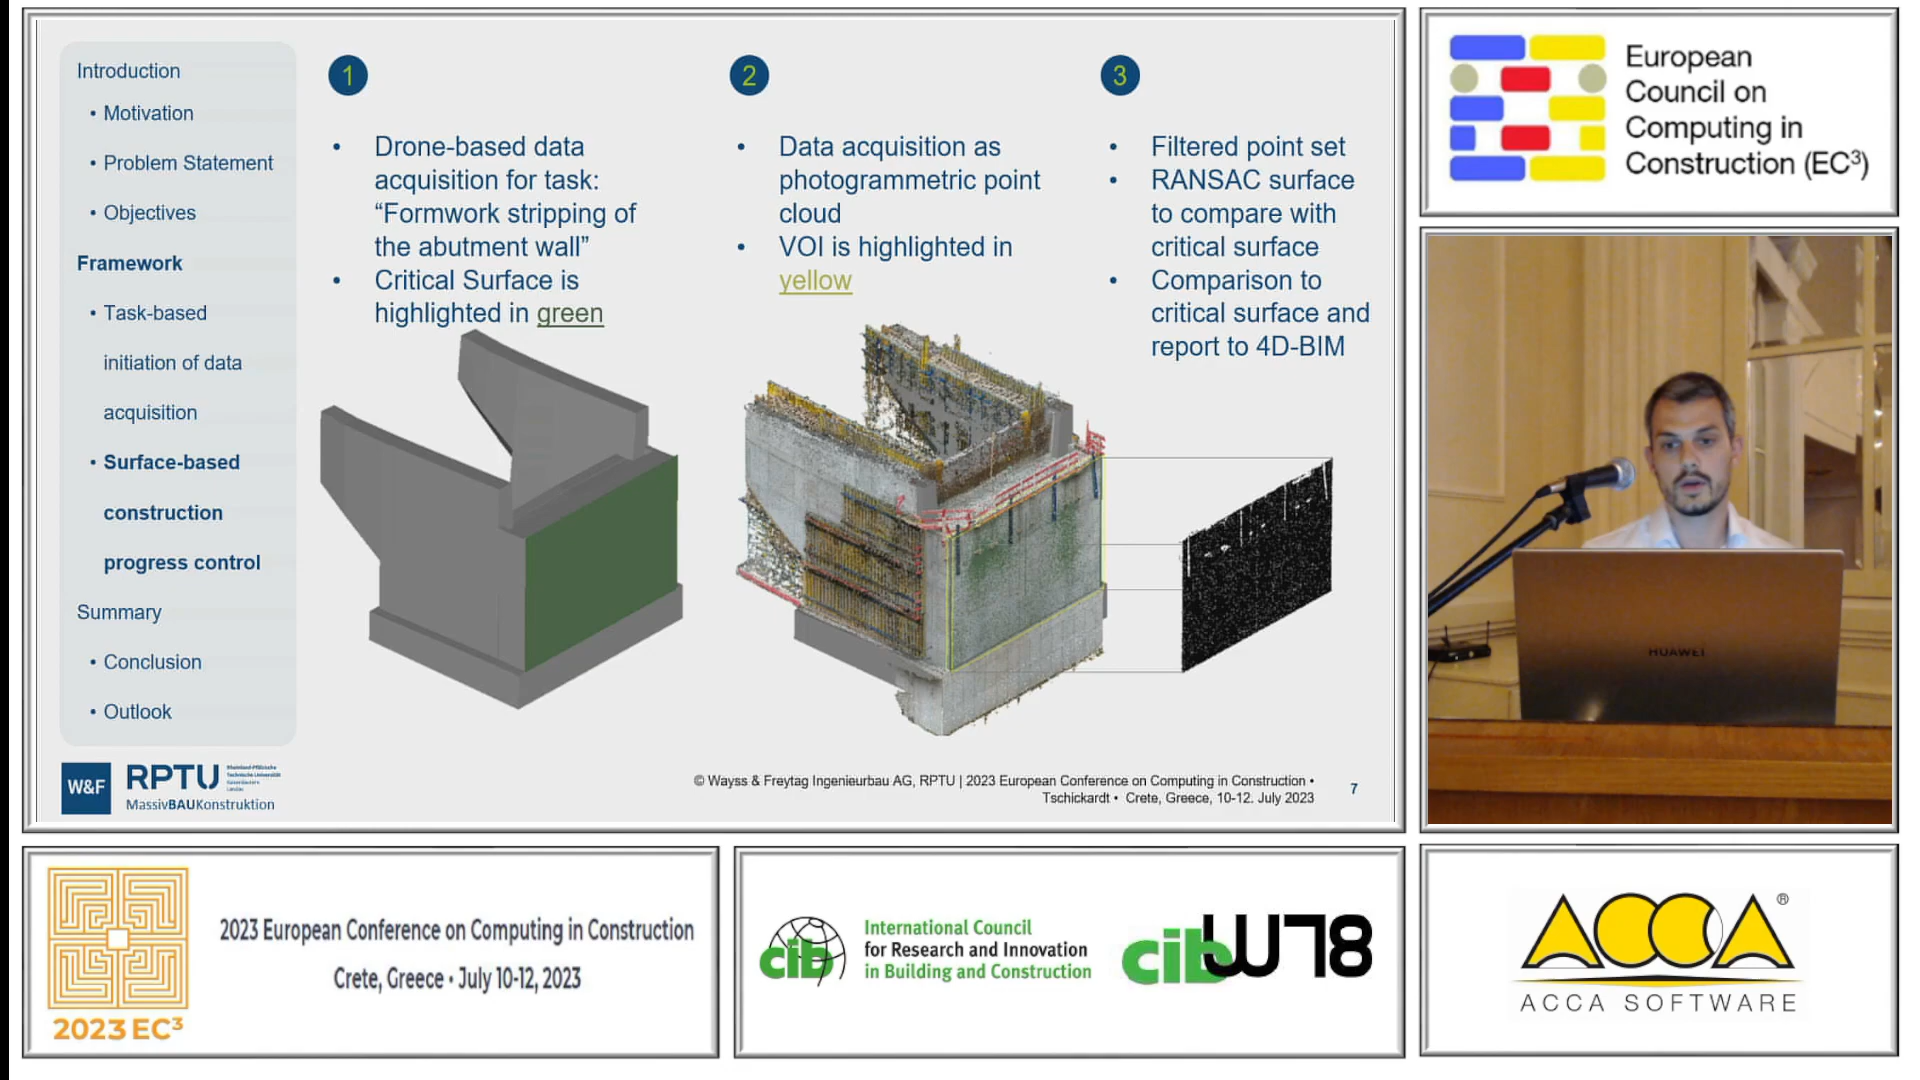 Introduction
• Motivation
• Problem Statement
• Objectives
Framework
• Task-based
initiation of data
acquisition
• Surface-based
construction
progress control
Summary
• Conclusion
• Outlook
1
• Drone-based data
acquisition for task:
“Formwork stripping of
the abutment wall”
• Critical Surface is
highlighted in green
2
• Data acquisition as
photogrammetric point
cloud
• VOI is highlighted in
yellow
3
• Filtered point set
• RANSAC surface
to compare with
critical surface
• Comparison to
critical surface and
report to 4D-BIM
W&F
RPTU
MassivBAUKonstruktion
© Wayss & Freytag Ingenieurbau AG, RPTU | 2023 European Conference on Computing in Construction •
Tschickardt • Crete, Greece, 10-12. July 2023
7
European
Council on
Computing in
Construction (EC³)
HUAWEI
2023 EC³
2023 European Conference on Computing in Construction
Crete, Greece • July 10-12, 2023
cib
International Council
for Research and Innovation
in Building and Construction
cib W78
ACCA
®
ACCA SOFTWARE